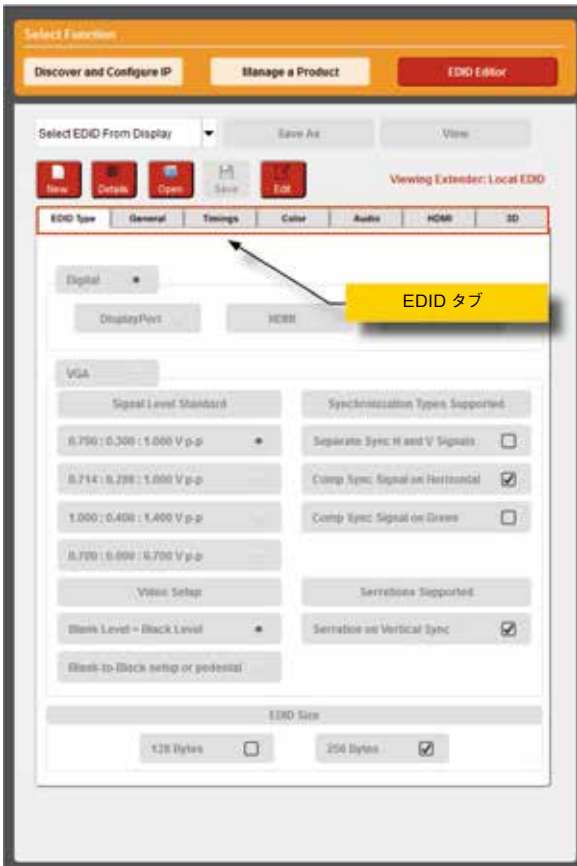 Select Function
Discover and Configure IP
Manage a Product
EDID Editor
Select EDID From Display
Save As
View
New
Details
Open
Save
Edit
Viewing Extender: Local EDID
EDID Type
General
Timings
Color
Audio
HDMI
3D
EDID タブ
Digital
DisplayPort
HDMI
VGA
Signal Level Standard
Synchronization Types Supported
0.700 : 0.300 : 1.000 V p-p
Separate Sync H and V Signals
0.714 : 0.286 : 1.000 V p-p
Comp Sync Signal on Horizontal
1.000 : 0.400 : 1.400 V p-p
Comp Sync Signal on Green
0.700 : 0.000 : 0.700 V p-p
Video Setup
Serrations Supported
Blank Level = Black Level
Serration on Vertical Sync
Blank-to-Black setup or pedestal
EDID Size
128 Bytes
256 Bytes